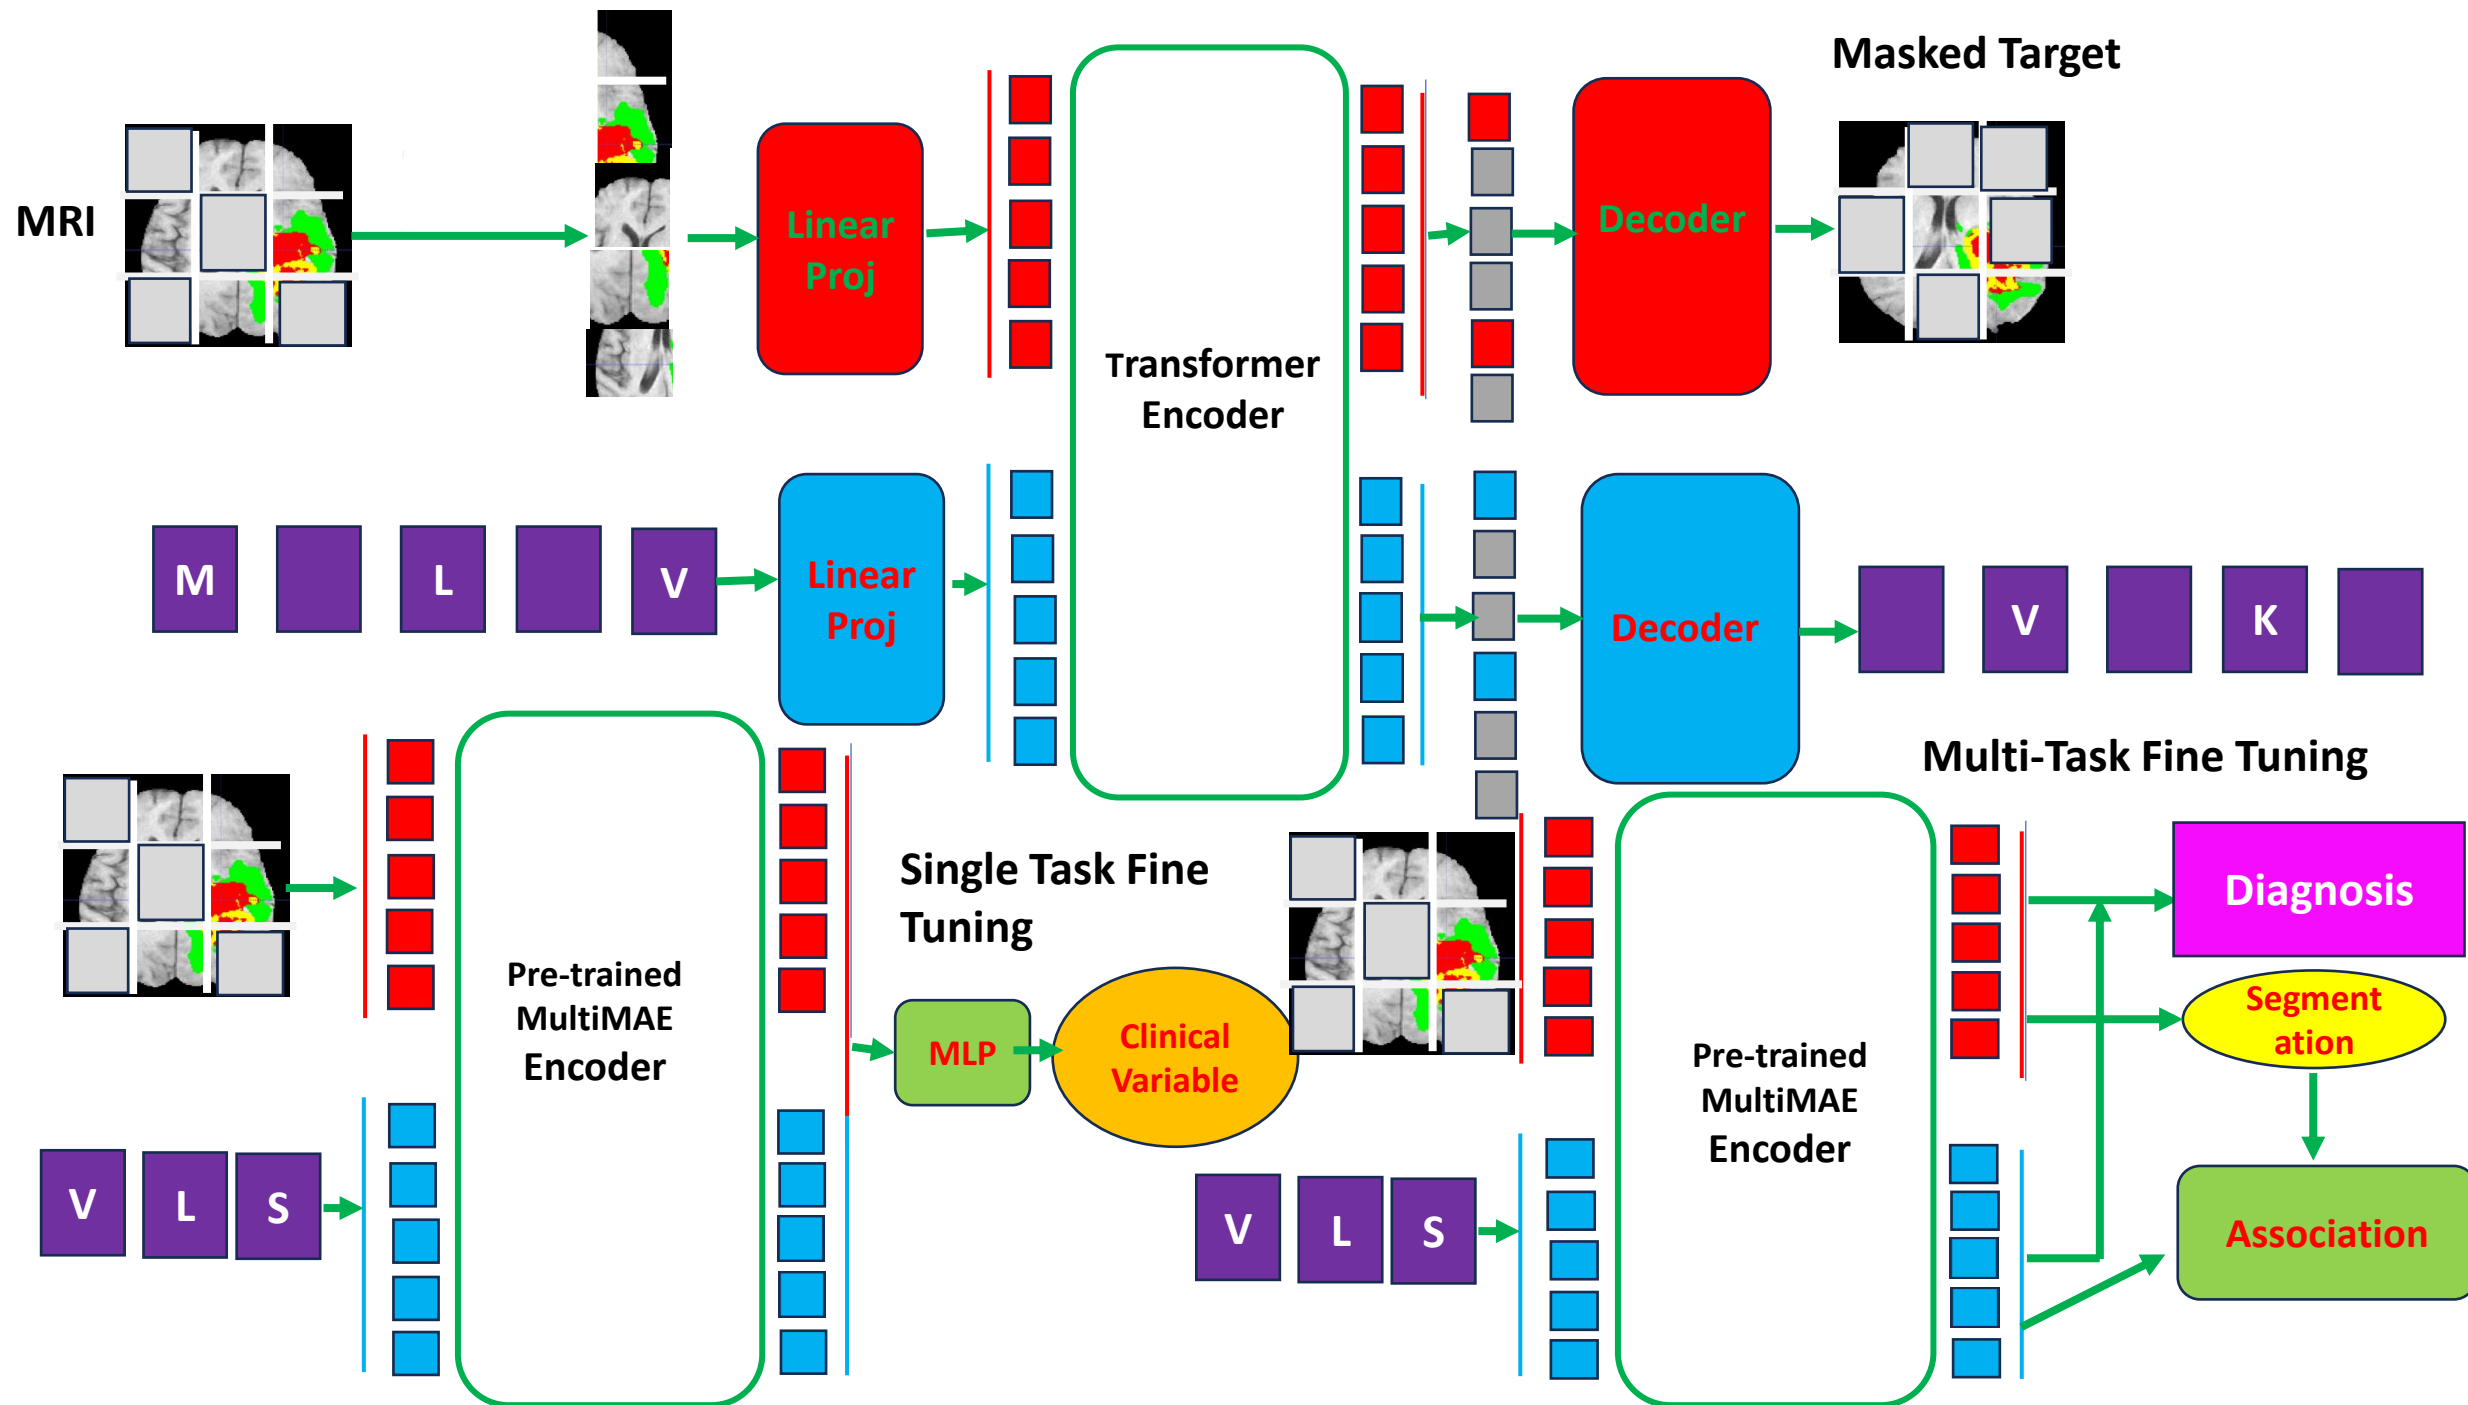 Masked Target
MRI
Linear
Proj
Decoder
Transformer
Encoder
M
L
V
Linear
Proj
Decoder
V
K
Multi-Task Fine Tuning
Single Task Fine
Tuning
Pre-trained
MultiMAE
Encoder
MLP
Clinical
Variable
V
L
S
Pre-trained
MultiMAE
Encoder
V
L
S
Diagnosis
Segment
ation
Association